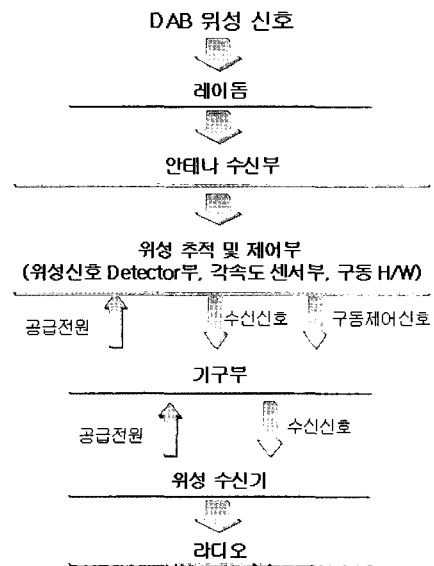 DAB 위성 신호
레이돔
안테나 수신부
위성 추적 및 제어부
(위성신호 Detector부, 각속도 센서부, 구동 H/W)
공급전원
수신신호
구동제어신호
기구부
공급전원
수신신호
위성 수신기
라디오